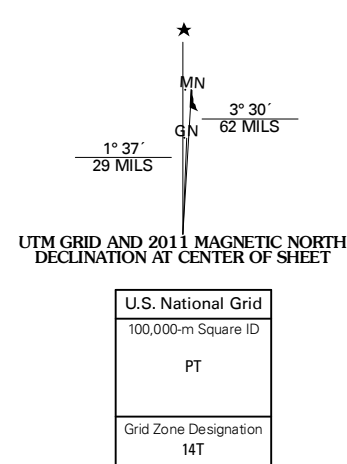 ★
MN
3° 30´
62 MILS
GN
1° 37´
29 MILS
UTM GRID AND 2011 MAGNETIC NORTH
DECLINATION AT CENTER OF SHEET
U.S. National Grid
100,000-m Square ID
PT
Grid Zone Designation
14T